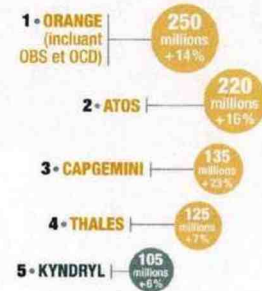 1 • ORANGE
(incluant
OBS et OCD)
250
millions
+14%
2 • ATOS
220
millions
+16%
3 • CAPGEMINI
135
millions
+23%
4 • THALES
125
millions
+7%
5 • KYNDRYL
105
millions
+6%